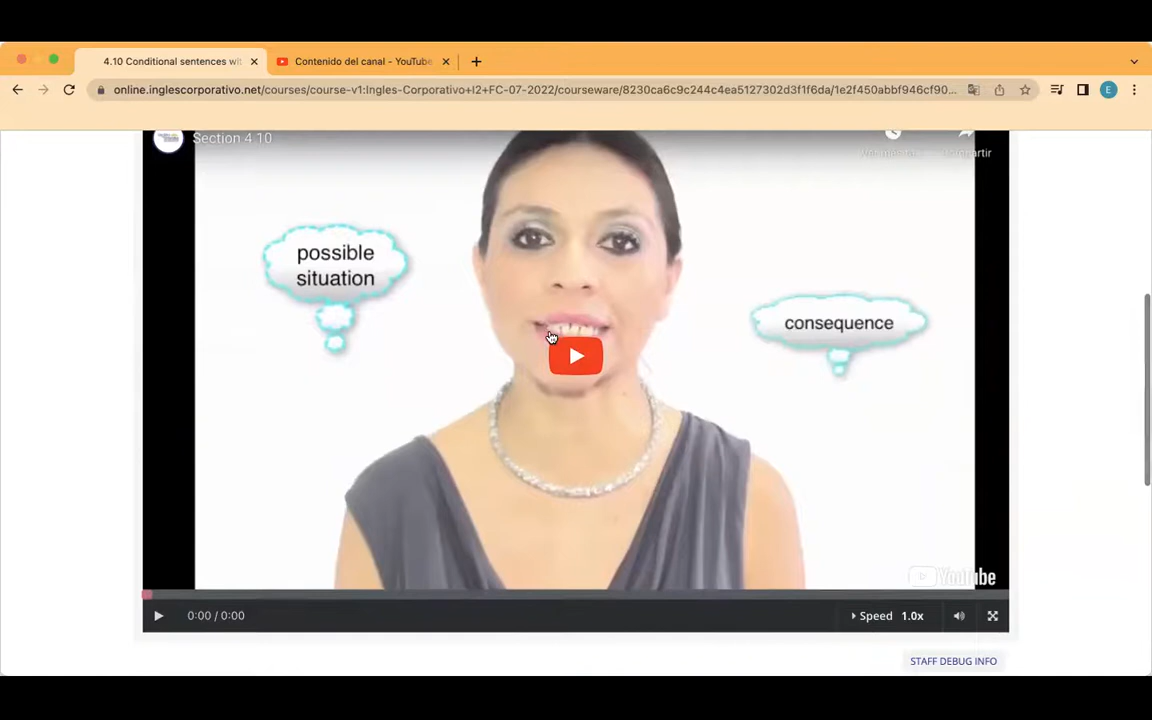 4.10 Conditional sentences wit
Contenido del canal - YouTube
online.inglescorporativo.net/courses/course-v1:Ingles-Corporativo+I2+FC-07-2022/courseware/8230ca6c9c244c4ea5127302d3f1f6da/1e2f450abbf946cf90...
E
Section 4.10
possible
situation
consequence
YouTube
0:00 / 0:00
Speed 1.0x
STAFF DEBUG INFO